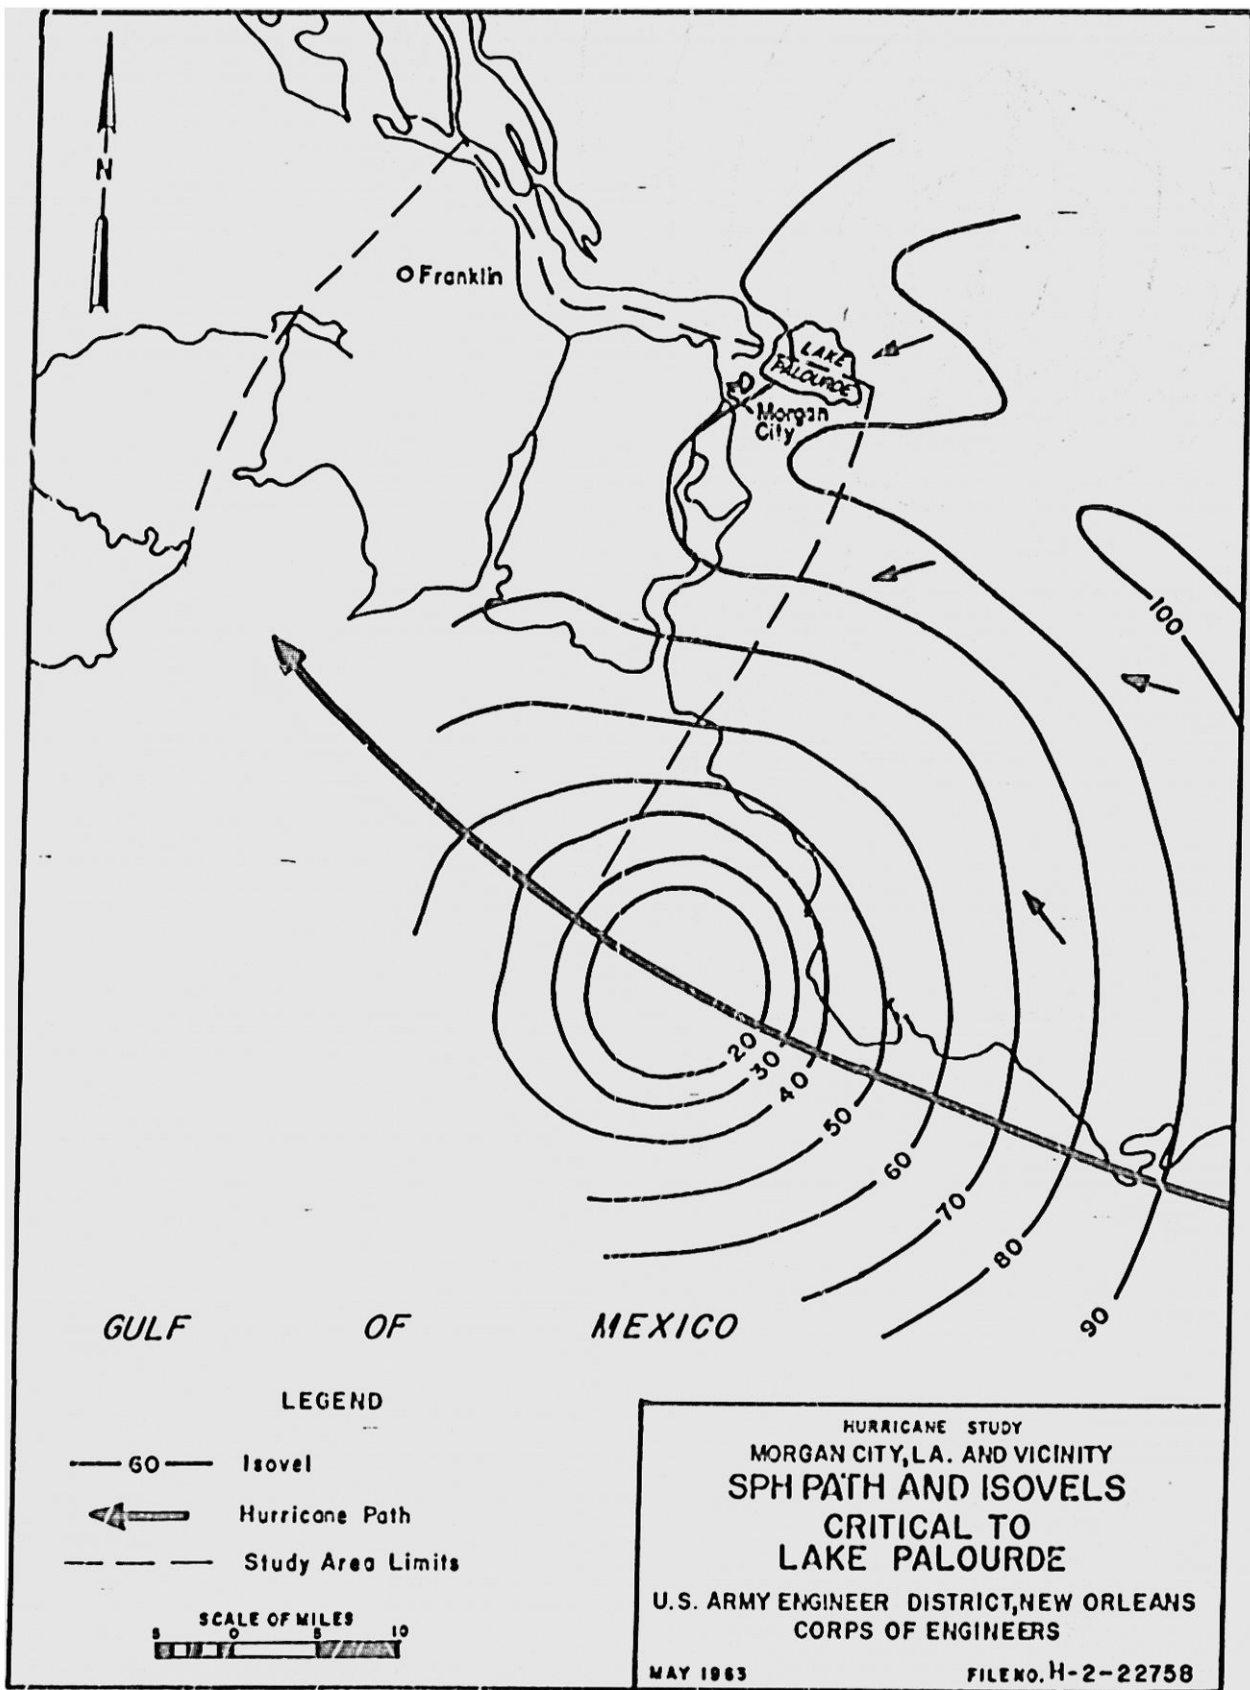 N
Franklin
LAKE
PALOURDE
Morgan
City
100
20
30
40
50
60
70
80
90
GULF OF MEXICO
LEGEND
60 Isovel
Hurricane Path
Study Area Limits
SCALE OF MILES
5 0 5 10
HURRICANE STUDY
MORGAN CITY, LA. AND VICINITY
SPH PATH AND ISOVELS
CRITICAL TO
LAKE PALOURDE
U.S. ARMY ENGINEER DISTRICT, NEW ORLEANS
CORPS OF ENGINEERS
MAY 1963 FILE NO. H-2-22758